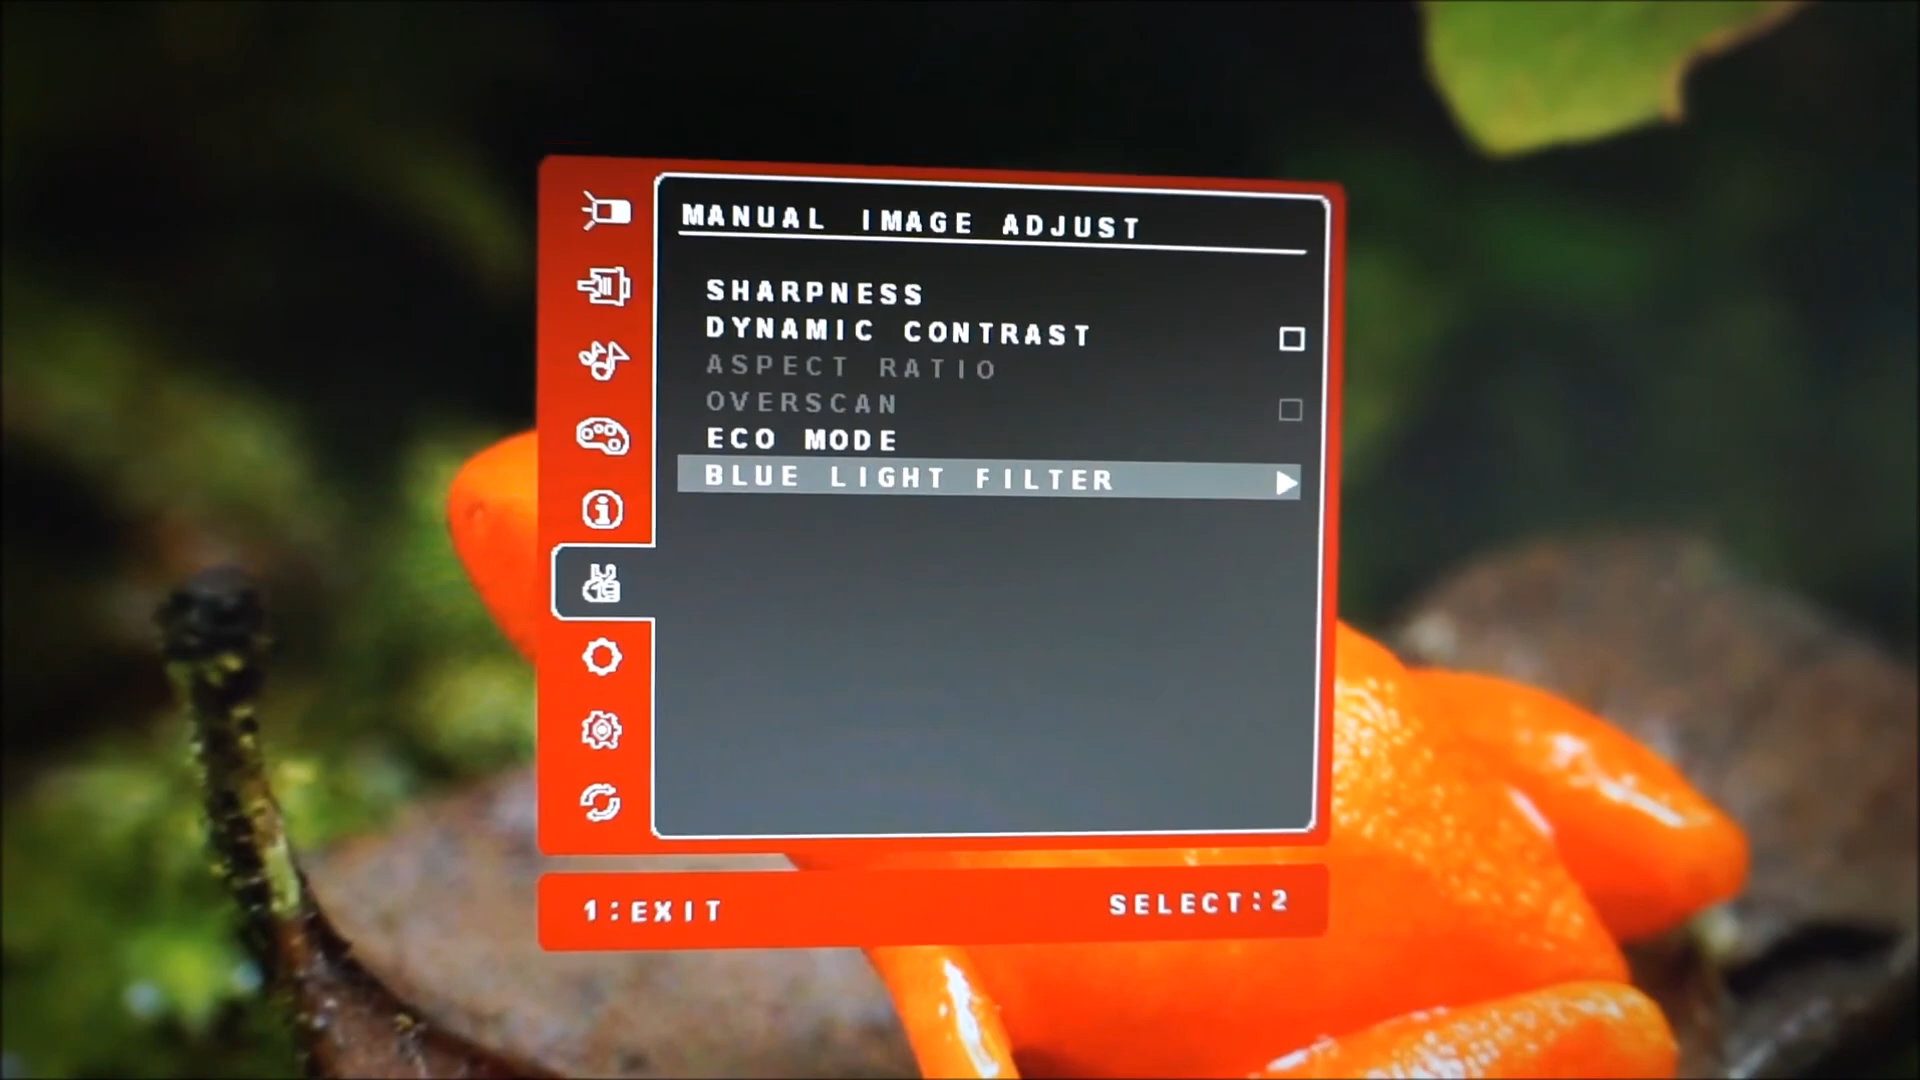 MANUAL IMAGE ADJUST
SHARPNESS
DYNAMIC CONTRAST
ASPECT RATIO
OVERSCAN
ECO MODE
BLUE LIGHT FILTER
1:EXIT
SELECT:2